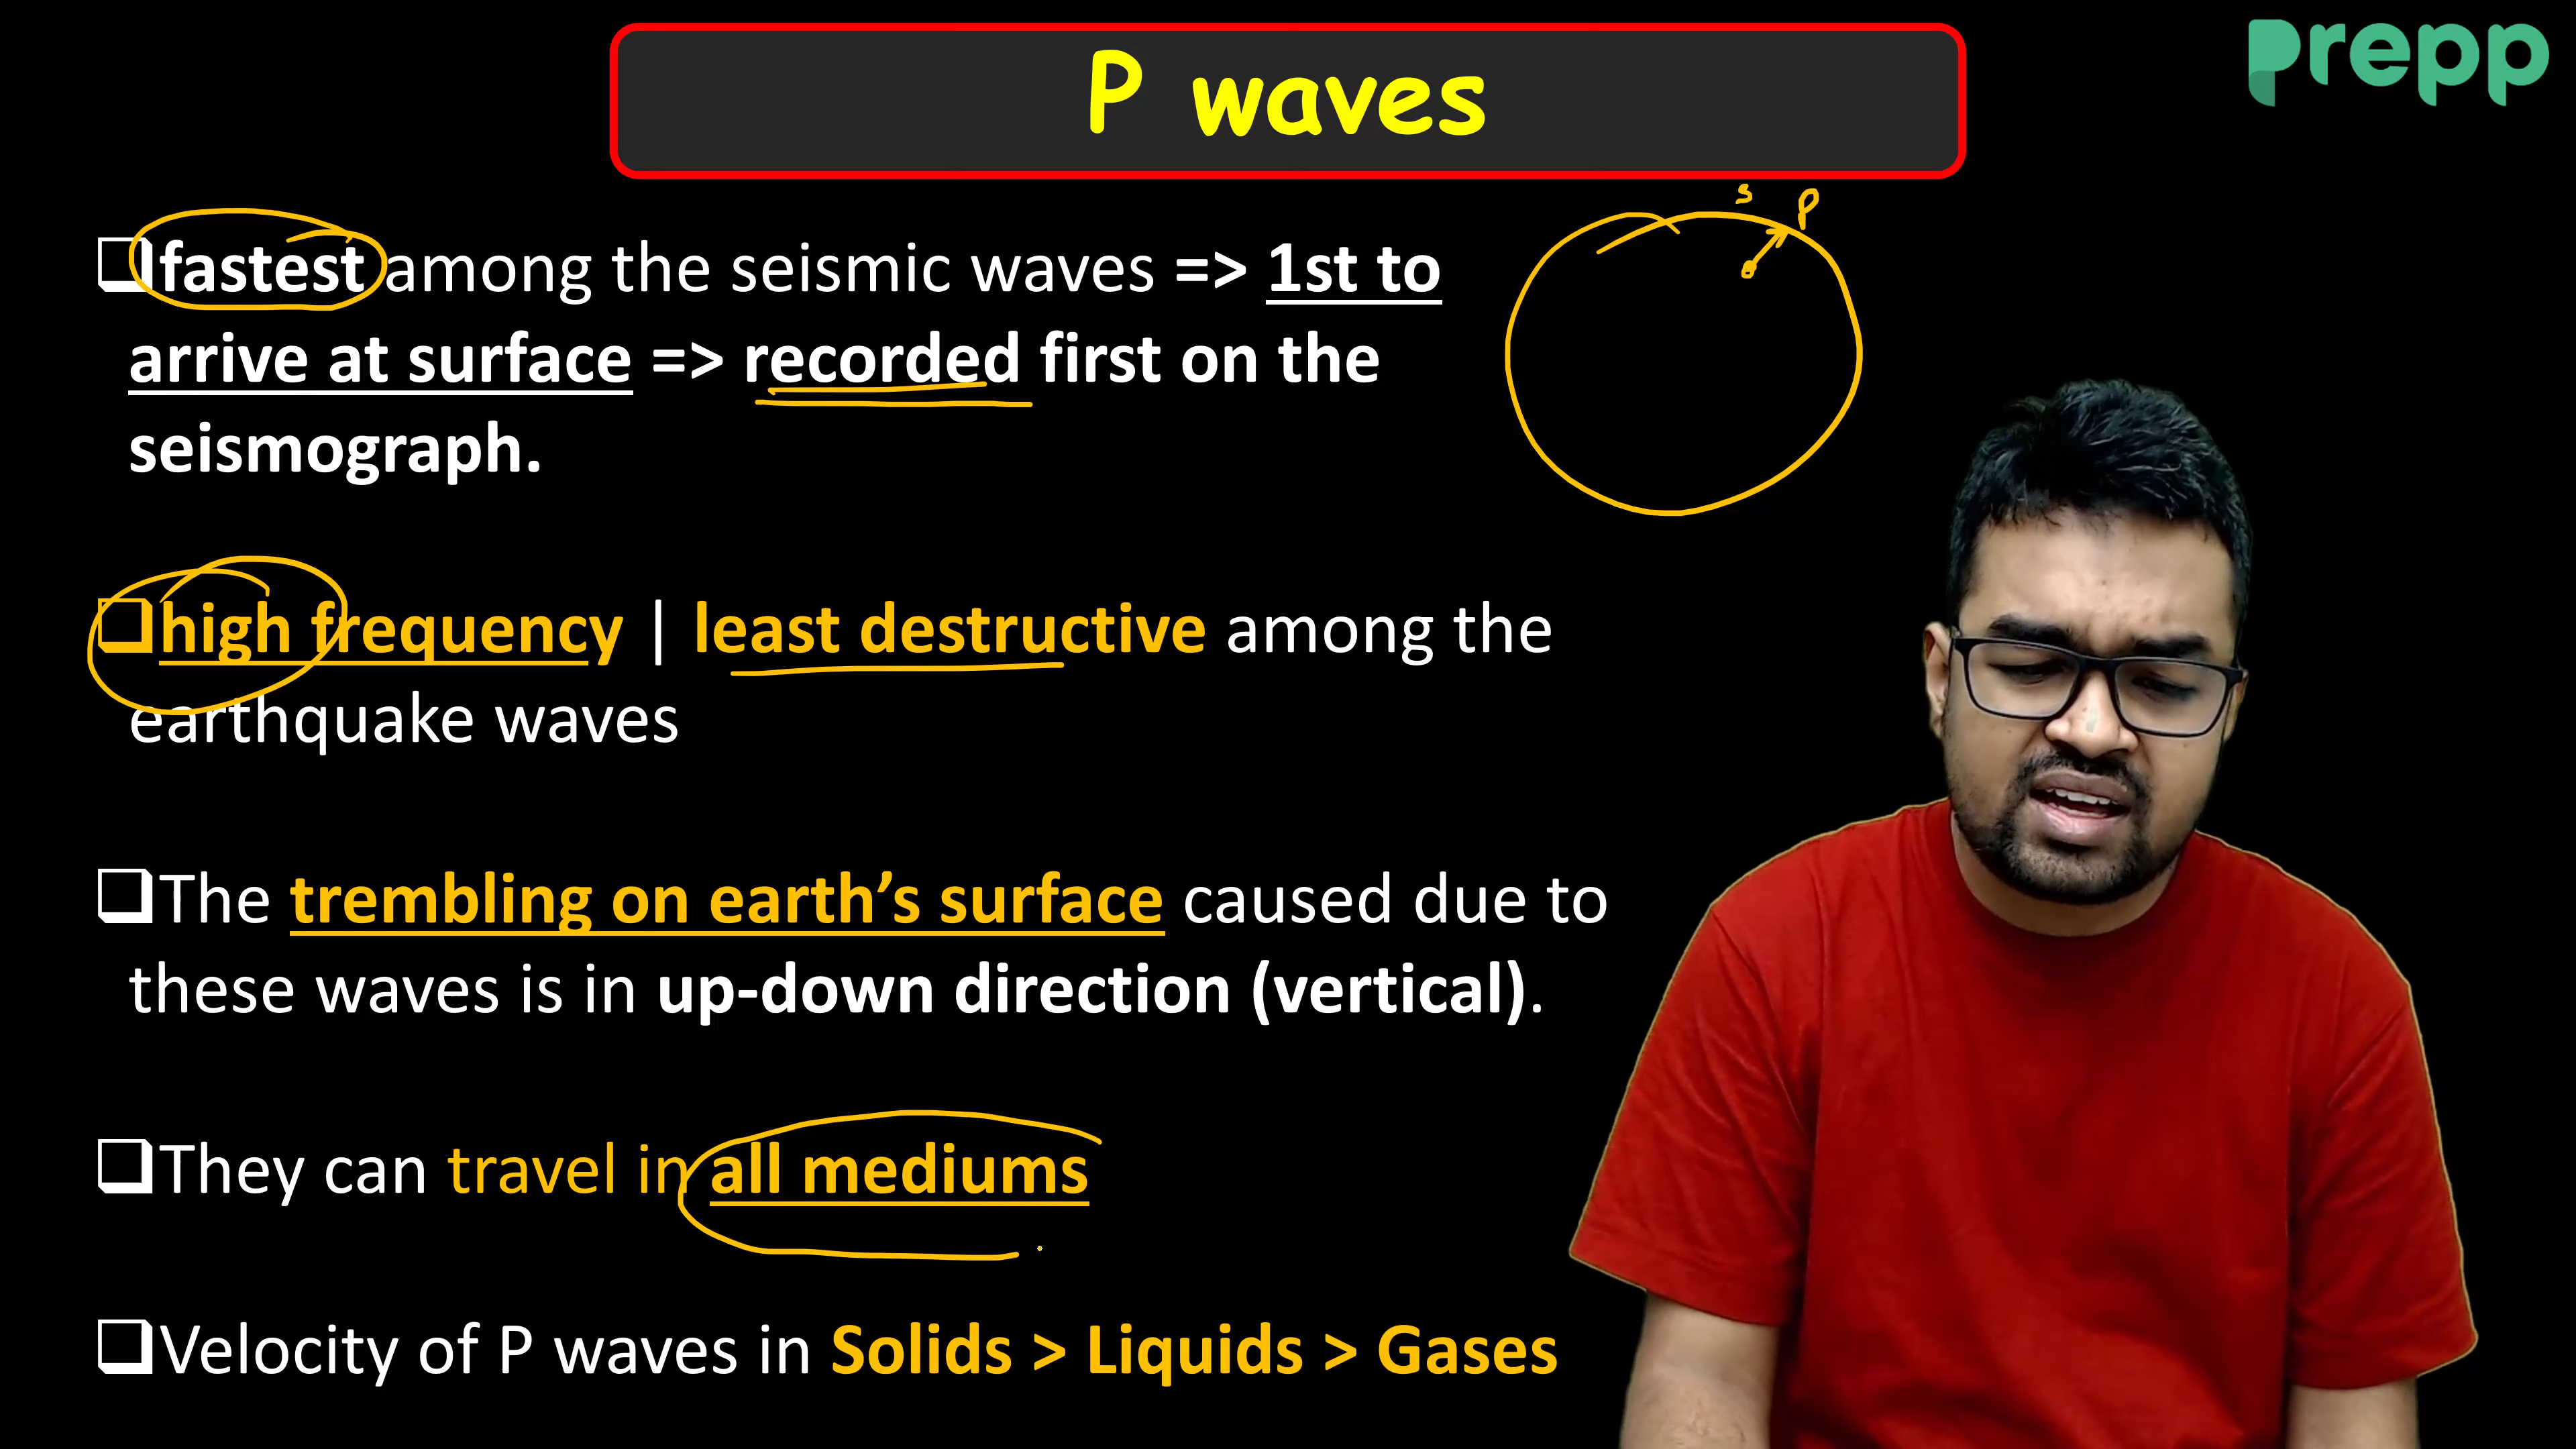 P waves
prepp
s P
fastest among the seismic waves => 1st to
arrive at surface => recorded first on the
seismograph.
high frequency | least destructive among the
earthquake waves
The trembling on earth’s surface caused due to
these waves is in up-down direction (vertical).
They can travel in all mediums
Velocity of P waves in Solids > Liquids > Gases